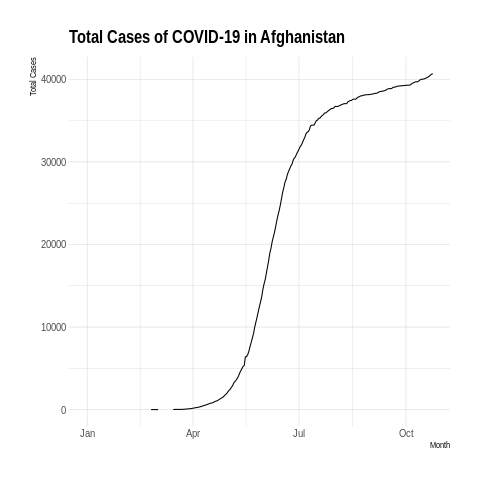 Total Cases of COVID-19 in Afghanistan
Total Cases
40000
30000
20000
10000
0
Jan Apr Jul Oct
Month